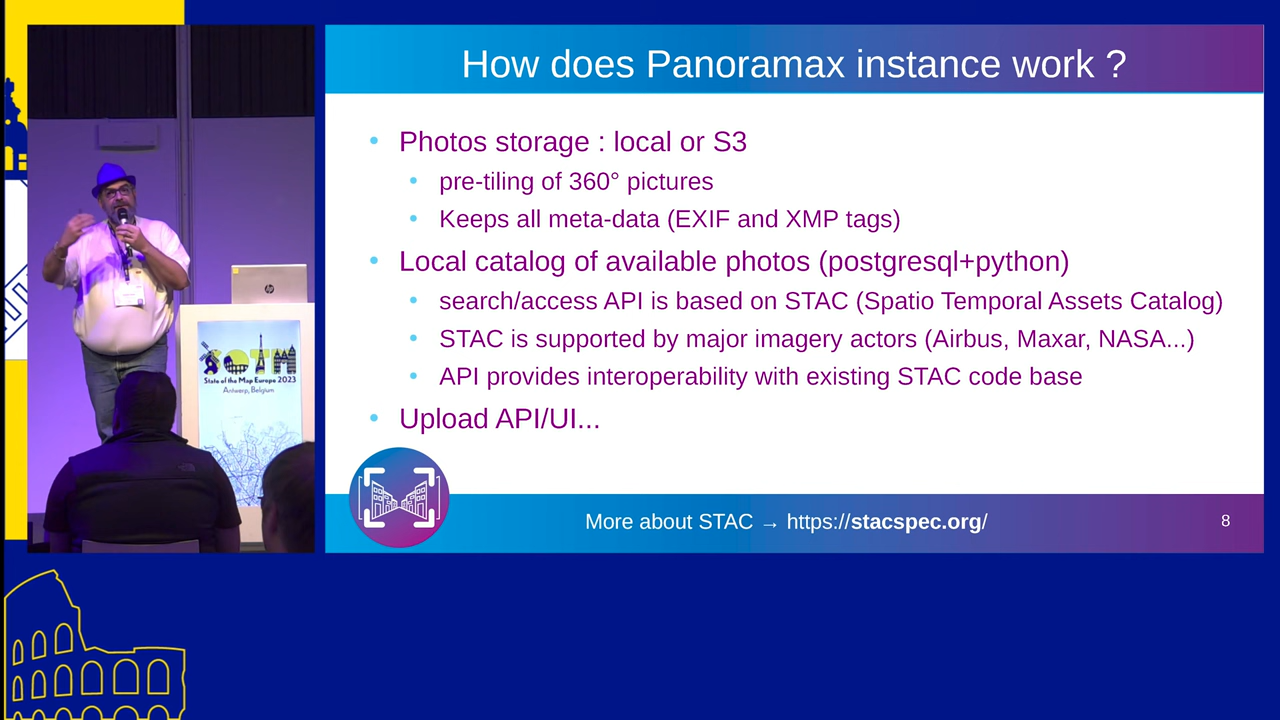 How does Panoramax instance work ?
Photos storage : local or S3
pre-tiling of 360° pictures
Keeps all meta-data (EXIF and XMP tags)
Local catalog of available photos (postgresql+python)
search/access API is based on STAC (Spatio Temporal Assets Catalog)
STAC is supported by major imagery actors (Airbus, Maxar, NASA...)
API provides interoperability with existing STAC code base
Upload API/UI...
More about STAC → https://stacspec.org/
8
hp
SOTM
State of the Map Europe 2023
Antwerp, Belgium